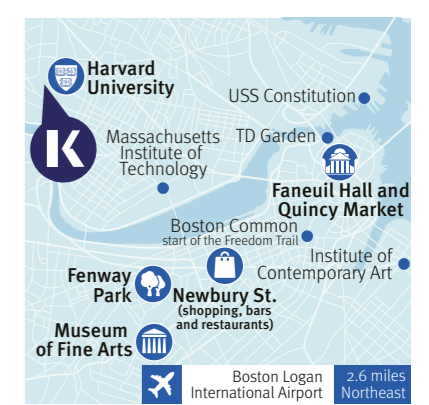 Harvard
University
USS Constitution
K
Massachusetts
Institute of
Technology
TD Garden
Faneuil Hall and
Quincy Market
Boston Common
start of the Freedom Trail
Institute of
Contemporary Art
Fenway
Park
Newbury St.
(shopping, bars
and restaurants)
Museum
of Fine Arts
Boston Logan
International Airport
2.6 miles
Northeast